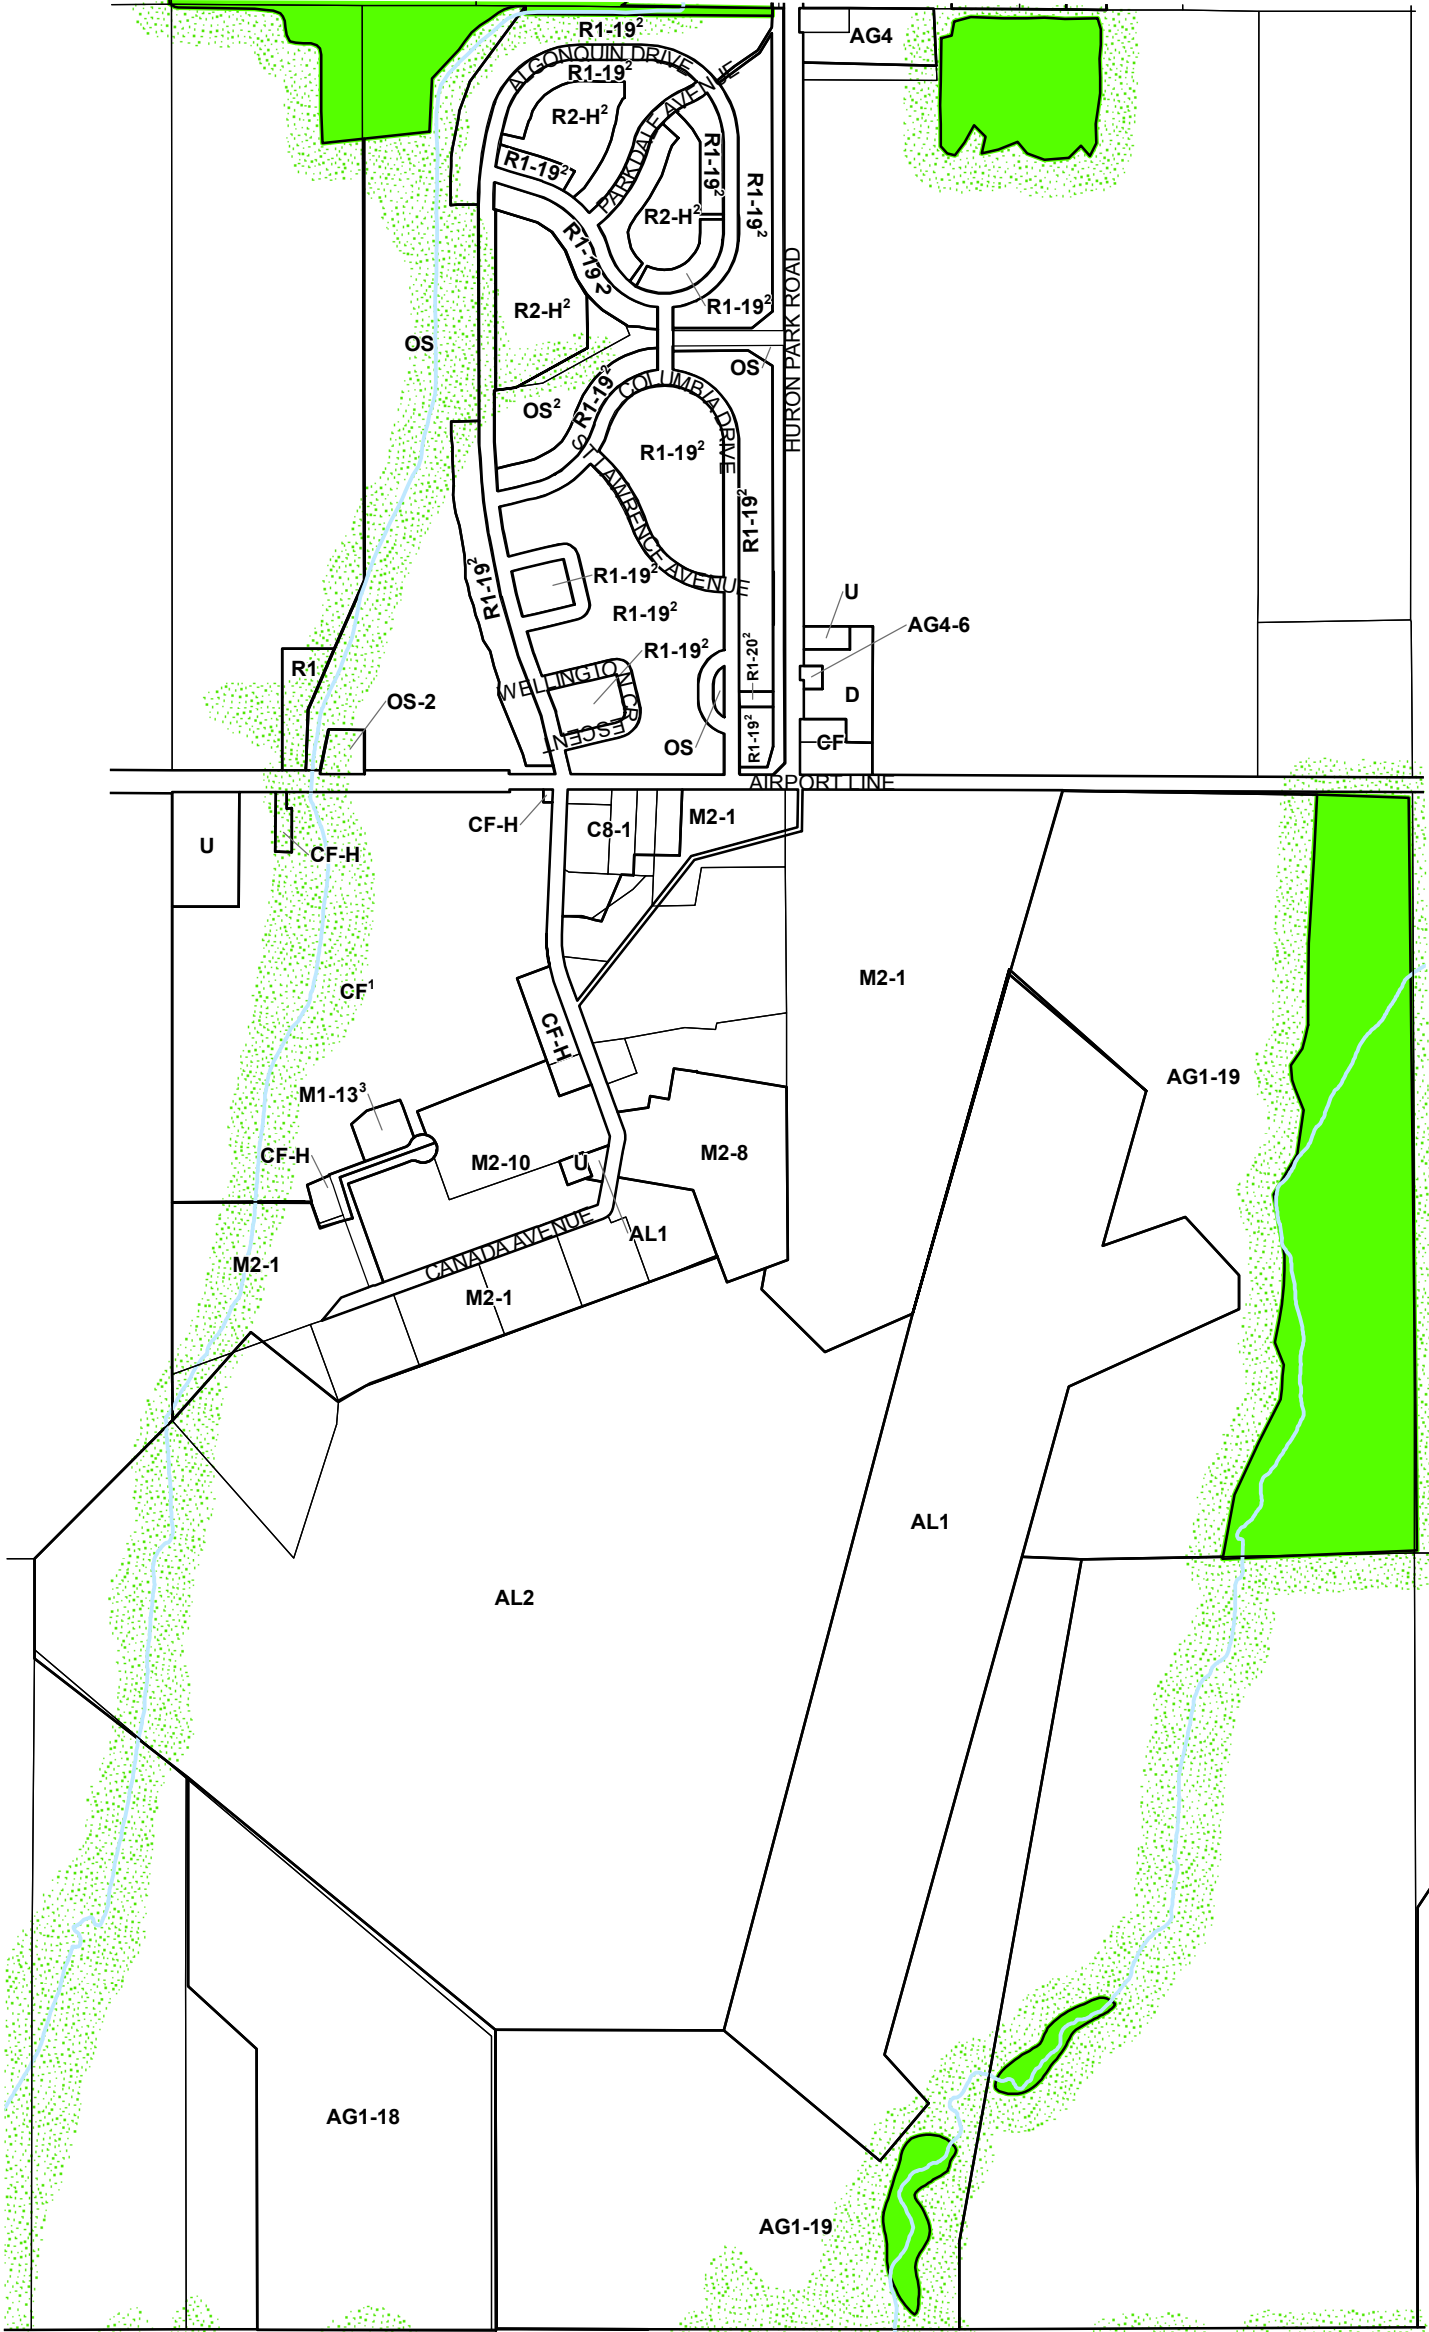 R1-19²
AG4
ALGONQUIN DRIVE
R1-19²
PARKDALE AVENUE
R2-H²
R1-19²
R1-19²
R1-19²
R2-H²
R1-19²
HURON PARK ROAD
R2-H²
R1-19²
OS
OS
R1-19²
COLUMBIA DRIVE
OS²
R1-19²
ST LAWRENCE AVENUE
R1-19²
R1-19²
R1-19²
U
R1-19²
AG4-6
R1-19²
R1-20²
R1
WELLINGTON CRESCENT
OS-2
D
R1-19²
OS
CF
AIRPORT LINE
M2-1
CF-H
C8-1
U
CF-H
M2-1
CF¹
CF-H
AG1-19
M1-13³
CF-H
M2-10
U
M2-8
CANADA AVENUE
AL1
M2-1
M2-1
AL1
AL2
AG1-18
AG1-19